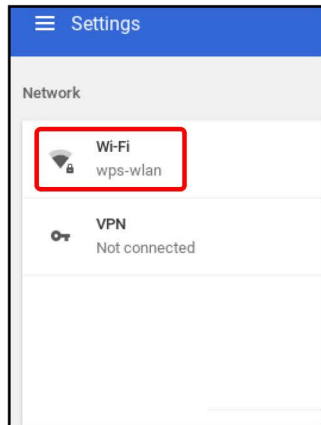 Settings
Network
Wi-Fi
wps-wlan
VPN
Not connected